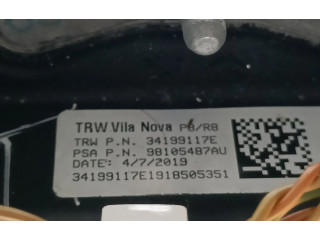 TRW Vila Nova P8/R8
TRW P.N. 34199117E
PSA P.N. 98105487AU
DATE: 4/7/2019
34199117E1918505351